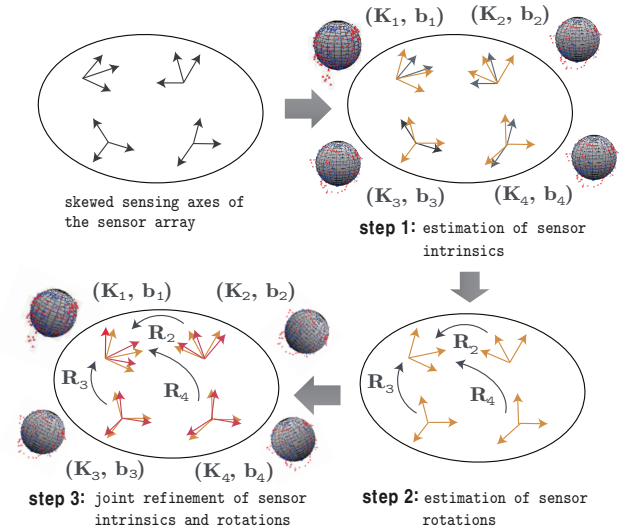 (K₁, b₁) (K₂, b₂)
skewed sensing axes of
the sensor array
(K₃, b₃) (K₄, b₄)
step 1: estimation of sensor
intrinsics
(K₁, b₁) (K₂, b₂)
R₂
R₃
R₄
(K₃, b₃) (K₄, b₄)
step 3: joint refinement of sensor
intrinsics and rotations
R₂
R₃
R₄
step 2: estimation of sensor
rotations